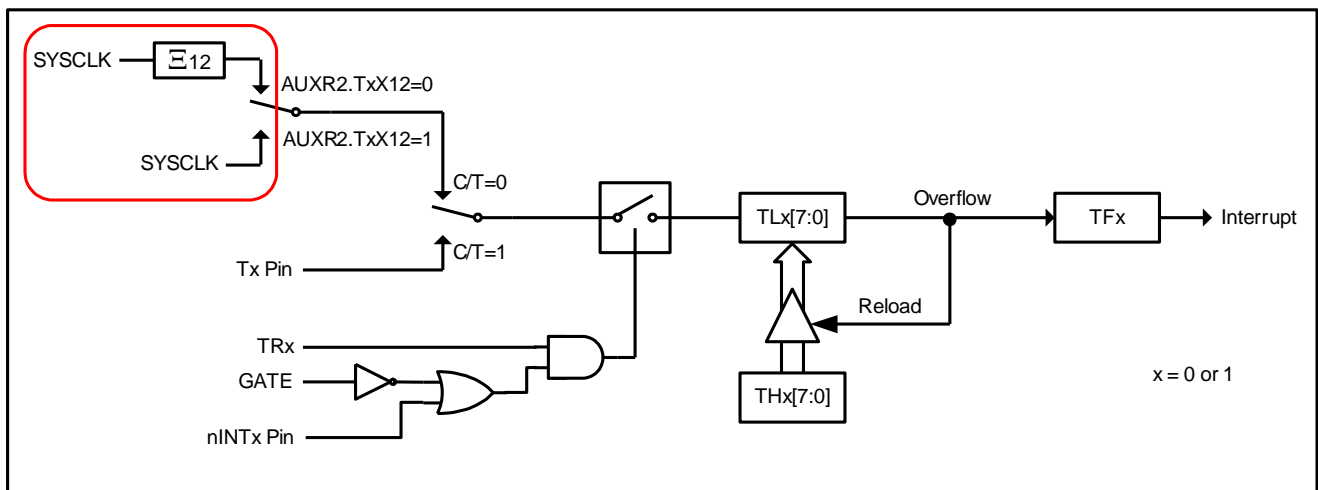 SYSCLK
Ξ12
AUXR2.TxX12=0
AUXR2.TxX12=1
SYSCLK
C/T=0
C/T=1
Tx Pin
TLx[7:0]
Overflow
TFx
Interrupt
Reload
THx[7:0]
TRx
GATE
nINTx Pin
x = 0 or 1